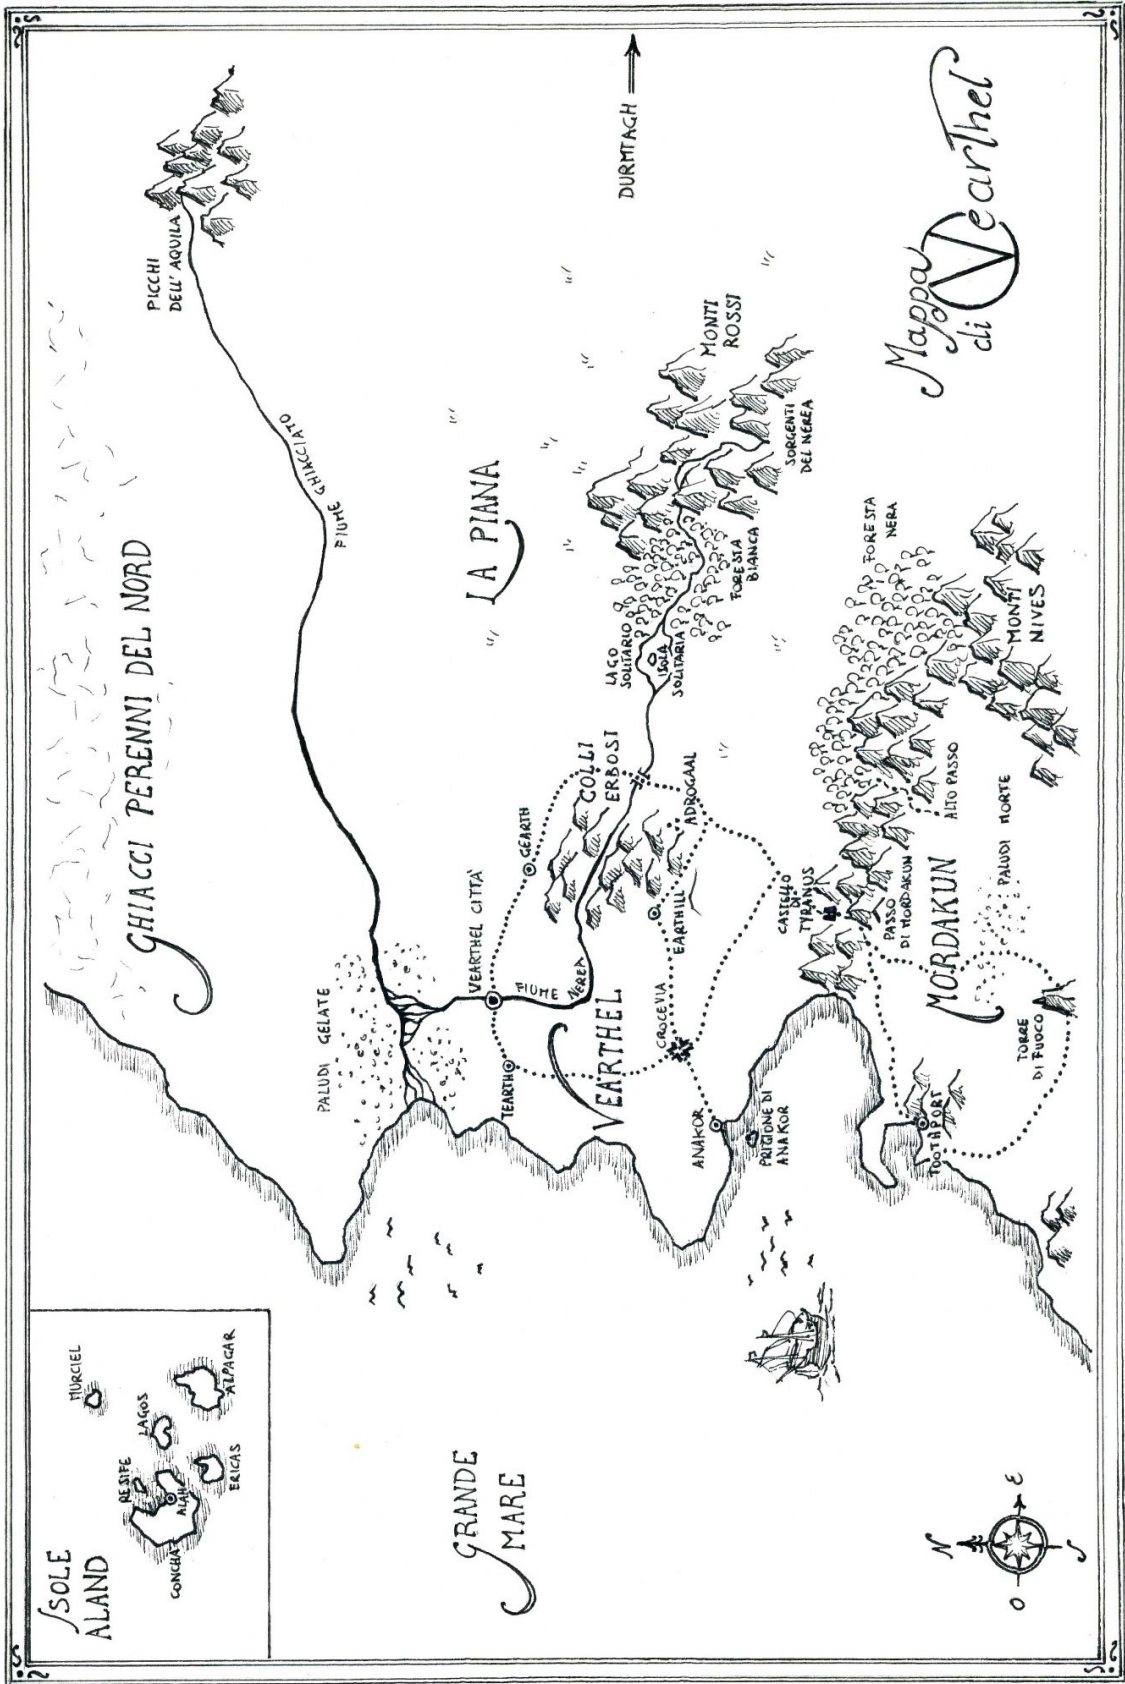 ISOLE
ALAND
MURCIEL
RESIFE
LAGOS
CONCHA
ERICAS
ALPAGAR
GHIACCI PERENNI DEL NORD
PICCHI
DELL'AQUILA
FIUME GHIACCIATO
PALUDI GELATE
GRANDE
MARE
VEARTHEL CITTÀ
LA PIANA
TEARTH
GEARTH
FIUME NEREA
COLLI
ERBOSI
VEARTHEL
LAGO
SOLITARIO
ISOLA
SOLITARIA
DURMTAGH
CROCEVIA
EARTHILL
ADROGAAL
FORESTA
BIANCA
MONTI
ROSSI
ANAKOR
PRIGIONE DI
ANAKOR
SORGENTI
DEL NEREA
CASTELLO
DI
TYRANUS
FORESTA
NERA
PASSO
DI MORDAKUN
ALTO PASSO
TOOTHPORT
MORDAKUN
PALUDI MORTE
MONTI
NIVES
TORRE
DI FUOCO
Mappa
di Vearthel
N
O
E
S